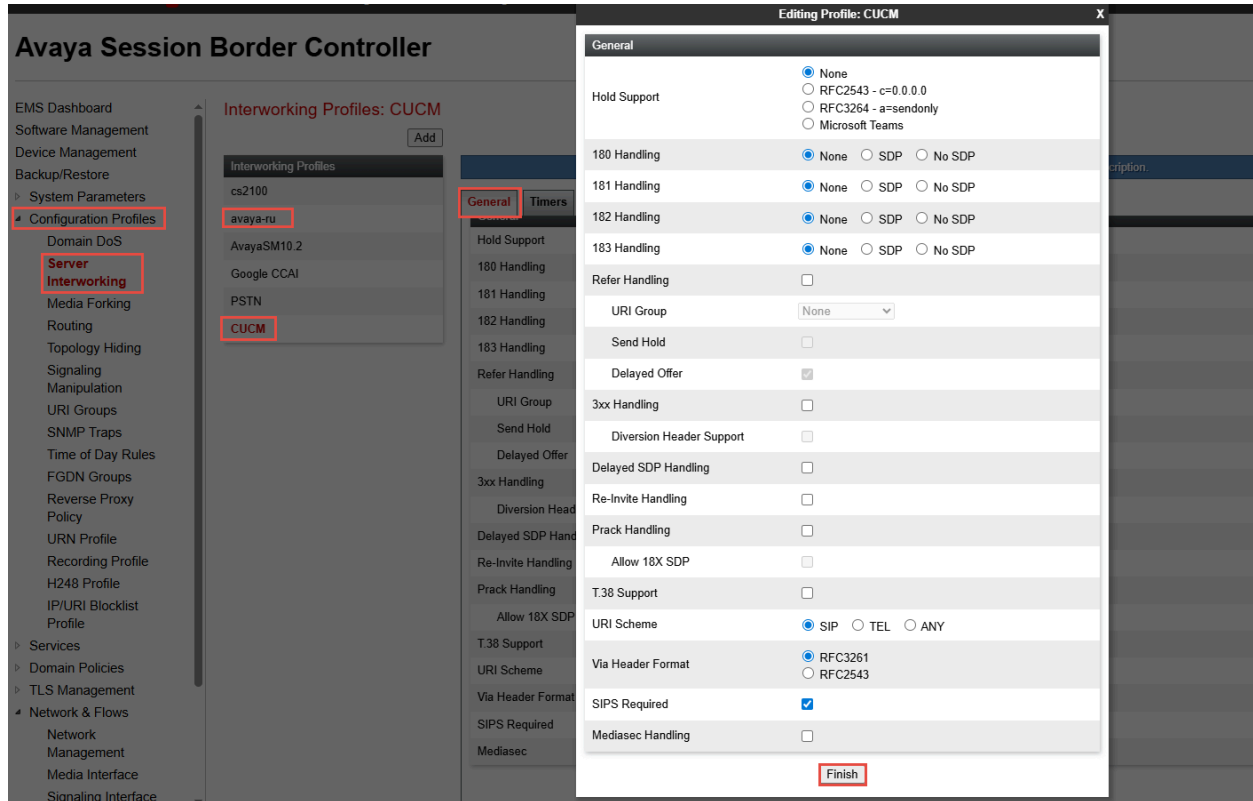 Avaya Session Border Controller
EMS Dashboard
Software Management
Device Management
Backup/Restore
System Parameters
Configuration Profiles
Domain DoS
Server
Interworking
Media Forking
Routing
Topology Hiding
Signaling
Manipulation
URI Groups
SNMP Traps
Time of Day Rules
FGDN Groups
Reverse Proxy
Policy
URN Profile
Recording Profile
H248 Profile
IP/URI Blocklist
Profile
Services
Domain Policies
TLS Management
Network & Flows
Network
Management
Media Interface
Signaling Interface
Interworking Profiles: CUCM
Add
Interworking Profiles
cs2100
avaya-ru
AvayaSM10.2
Google CCAI
PSTN
CUCM
General Timers
General
Hold Support
180 Handling
181 Handling
182 Handling
183 Handling
Refer Handling
URI Group
Send Hold
Delayed Offer
3xx Handling
Diversion Head
Delayed SDP Hand
Re-Invite Handling
Prack Handling
Allow 18X SDP
T.38 Support
URI Scheme
Via Header Format
SIPS Required
Mediasec
cription.
Editing Profile: CUCM X
General
Hold Support
None
RFC2543 - c=0.0.0.0
RFC3264 - a=sendonly
Microsoft Teams
180 Handling None SDP No SDP
181 Handling None SDP No SDP
182 Handling None SDP No SDP
183 Handling None SDP No SDP
Refer Handling
URI Group None
Send Hold
Delayed Offer
3xx Handling
Diversion Header Support
Delayed SDP Handling
Re-Invite Handling
Prack Handling
Allow 18X SDP
T.38 Support
URI Scheme SIP TEL ANY
Via Header Format
RFC3261
RFC2543
SIPS Required
Mediasec Handling
Finish